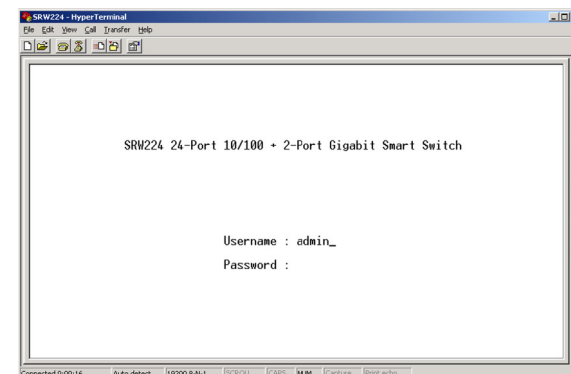 SRW224 - HyperTerminal
File Edit View Call Transfer Help
SRW224 24-Port 10/100 + 2-Port Gigabit Smart Switch
Username : admin_
Password :
Connected 0:00:16 Auto detect 19200 8-N-1 SCROLL CAPS NUM Capture Print echo